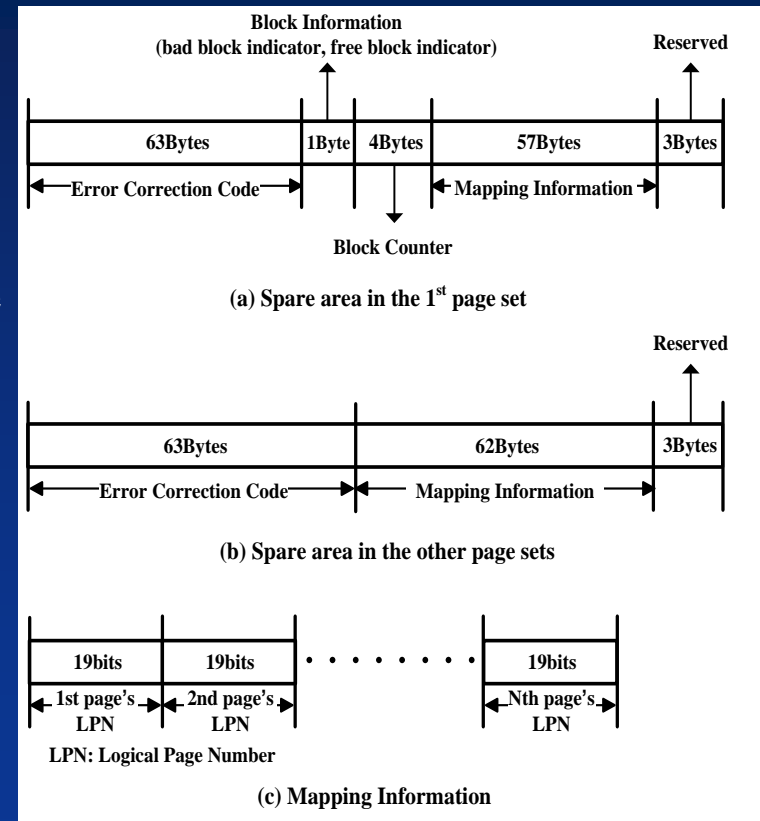 Block Information
(bad block indicator, free block indicator)
Reserved
63Bytes 1Byte 4Bytes 57Bytes 3Bytes
Error Correction Code Mapping Information
Block Counter
(a) Spare area in the 1st page set
Reserved
63Bytes 62Bytes 3Bytes
Error Correction Code Mapping Information
(b) Spare area in the other page sets
19bits 19bits 19bits
1st page's 2nd page's Nth page's
LPN LPN LPN
LPN: Logical Page Number
(c) Mapping Information